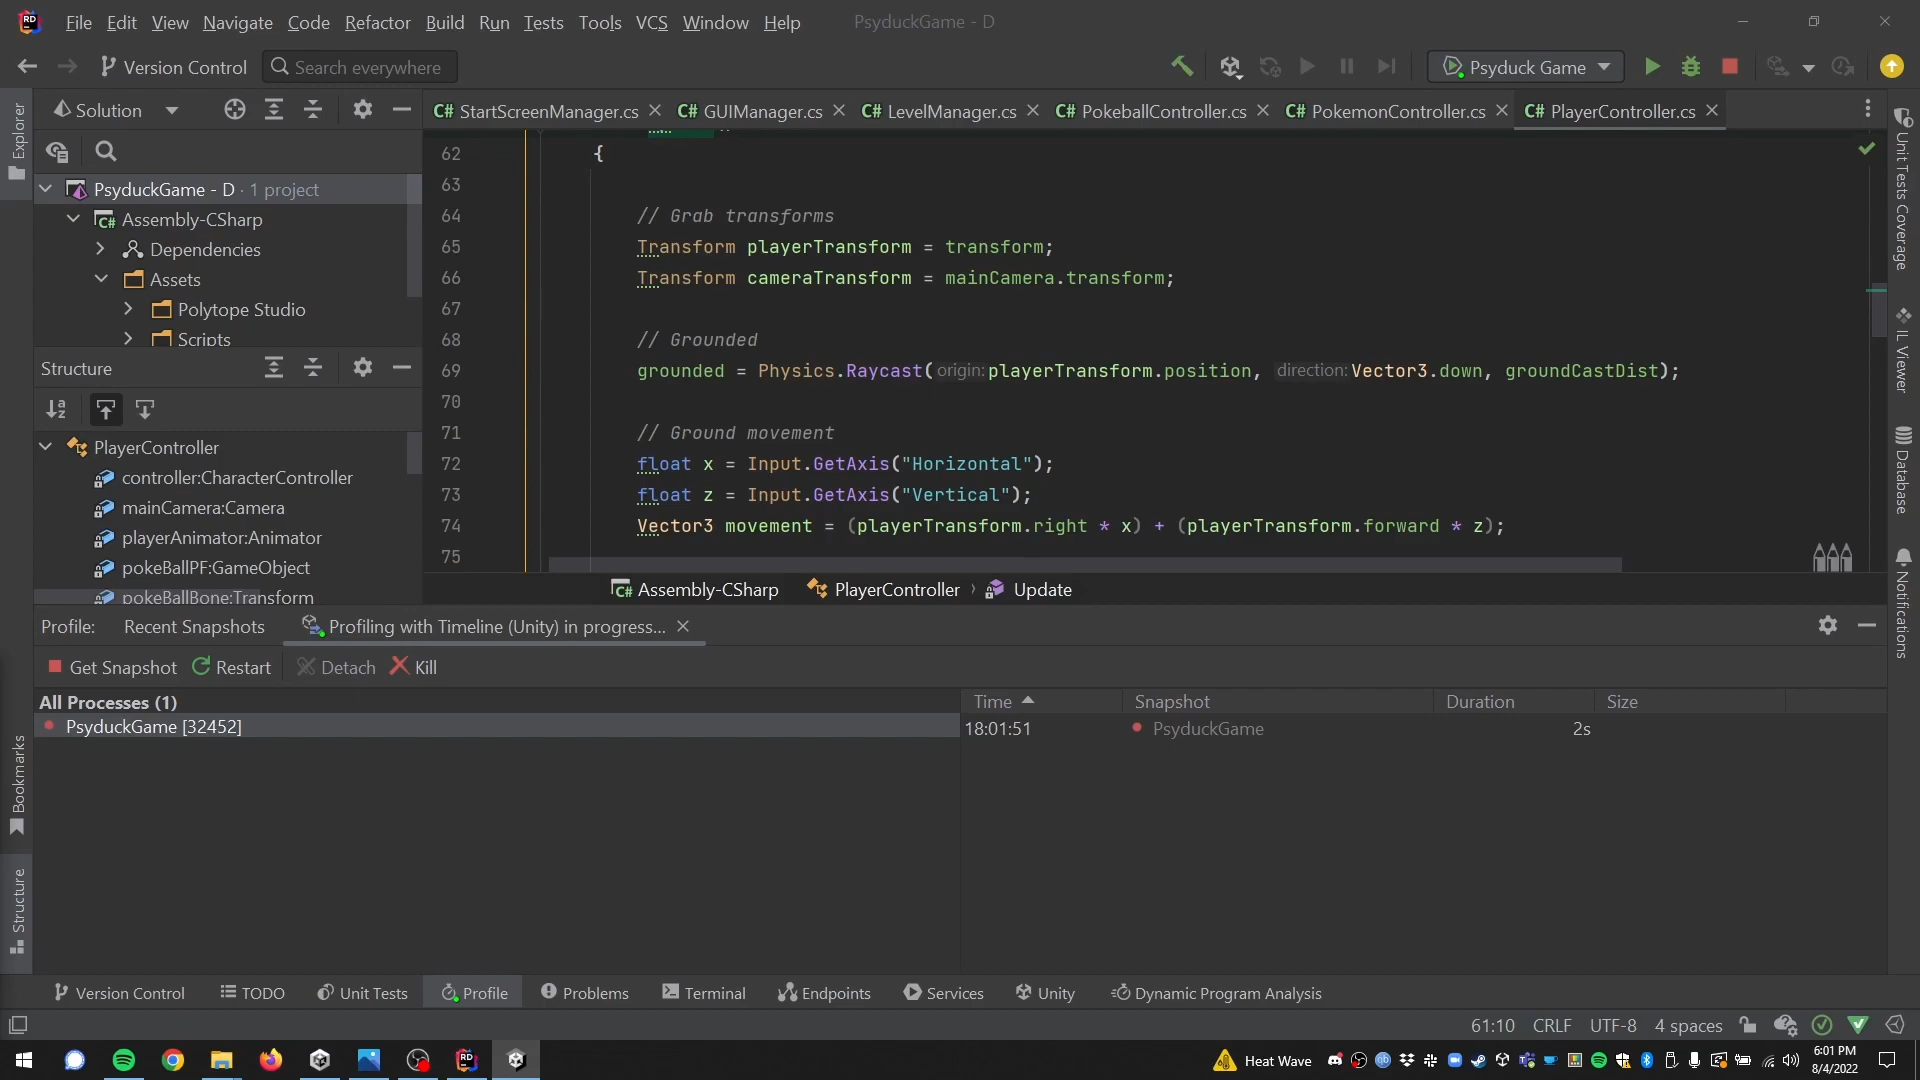 RD File Edit View Navigate Code Refactor Build Run Tests Tools VCS Window Help PsyduckGame - D
Version Control Search everywhere Psyduck Game
Explorer
Solution
C# StartScreenManager.cs C# GUIManager.cs C# LevelManager.cs C# PokeballController.cs C# PokemonController.cs C# PlayerController.cs
PsyduckGame - D · 1 project
C# Assembly-CSharp
Dependencies
Assets
Polytope Studio
Scripts
Structure
PlayerController
controller:CharacterController
mainCamera:Camera
playerAnimator:Animator
pokeBallPF:GameObject
pokeBallBone:Transform
62 {
63
64 // Grab transforms
65 Transform playerTransform = transform;
66 Transform cameraTransform = mainCamera.transform;
67
68 // Grounded
69 grounded = Physics.Raycast(origin:playerTransform.position, direction:Vector3.down, groundCastDist);
70
71 // Ground movement
72 float x = Input.GetAxis("Horizontal");
73 float z = Input.GetAxis("Vertical");
74 Vector3 movement = (playerTransform.right * x) + (playerTransform.forward * z);
75
C# Assembly-CSharp PlayerController › Update
Unit Tests Coverage
IL Viewer
Database
Notifications
Profile: Recent Snapshots Profiling with Timeline (Unity) in progress...
Get Snapshot Restart Detach Kill
All Processes (1)
PsyduckGame [32452]
Time Snapshot Duration Size
18:01:51 PsyduckGame 2s
Bookmarks
Structure
Version Control TODO Unit Tests Profile Problems Terminal Endpoints Services Unity Dynamic Program Analysis
61:10 CRLF UTF-8 4 spaces
RD
Heat Wave
6:01 PM
8/4/2022